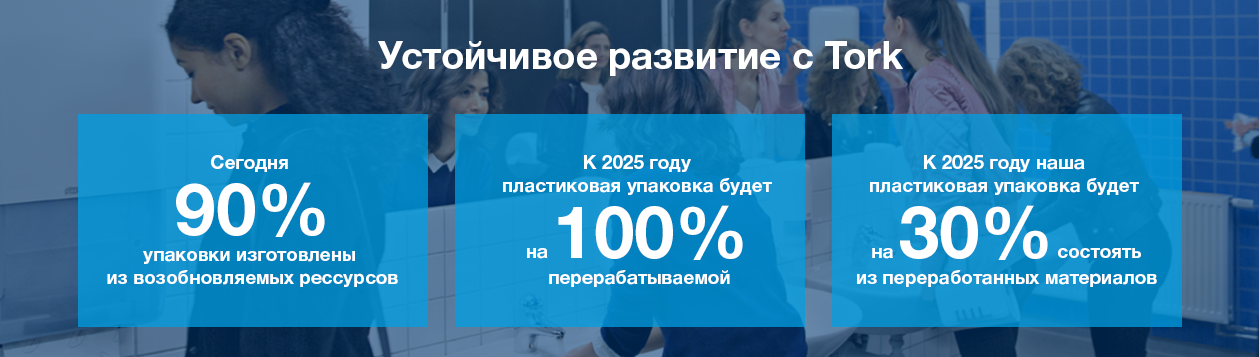 Устойчивое развитие с Tork
Сегодня
90%
упаковки изготовлены
из возобновляемых рессурсов
К 2025 году
пластиковая упаковка будет
на 100%
перерабатываемой
К 2025 году наша
пластиковая упаковка будет
на 30% состоять
из переработанных материалов